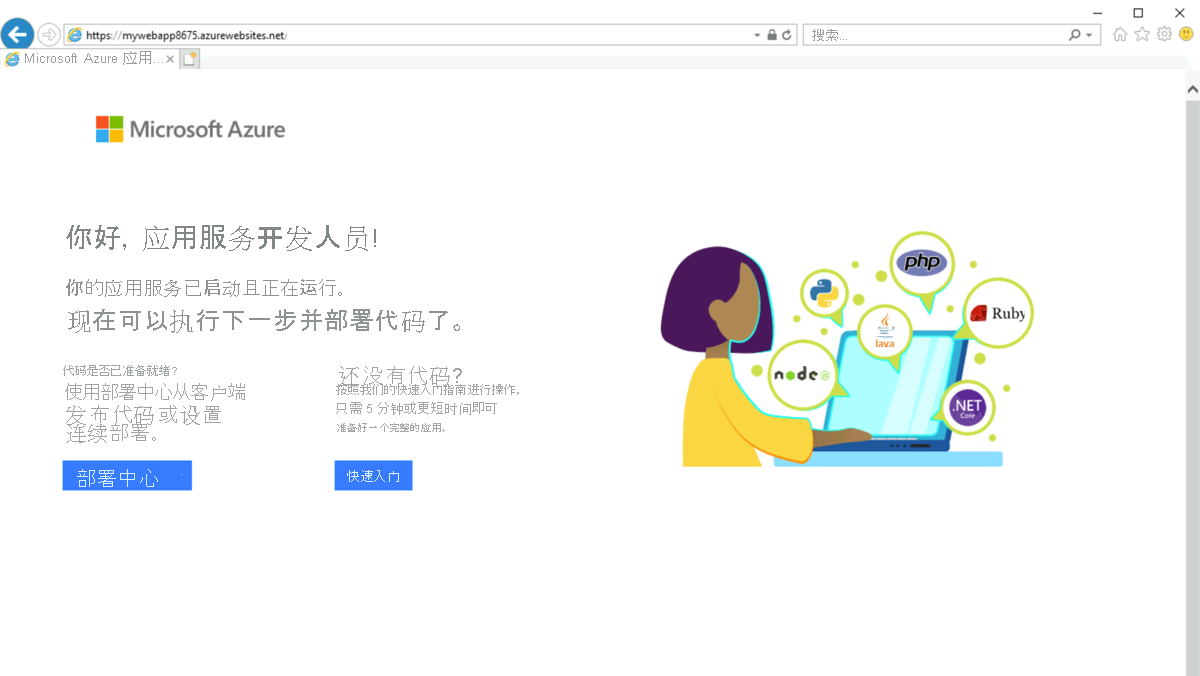 https://mywebapp8675.azurewebsites.net/
搜索...
Microsoft Azure 应用...
Microsoft Azure
你好, 应用服务开发人员!
你的应用服务已启动且正在运行。
现在可以执行下一步并部署代码了。
代码是否已准备就绪?
使用部署中心从客户端
发布代码或设置
连续部署。
部署中心
还没有代码?
按照我们的快速入门指南进行操作,
只需 5 分钟或更短时间即可
准备好一个完整的应用。
快速入门
php
Ruby
Java
node
.NET
Core